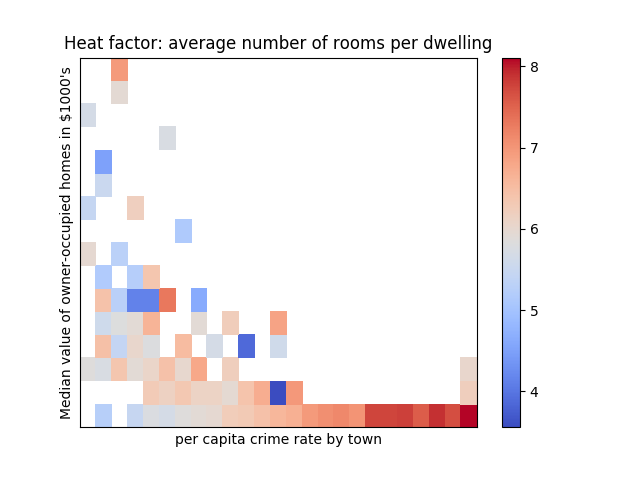 Heat factor: average number of rooms per dwelling
Median value of owner-occupied homes in $1000's
per capita crime rate by town
8
7
6
5
4